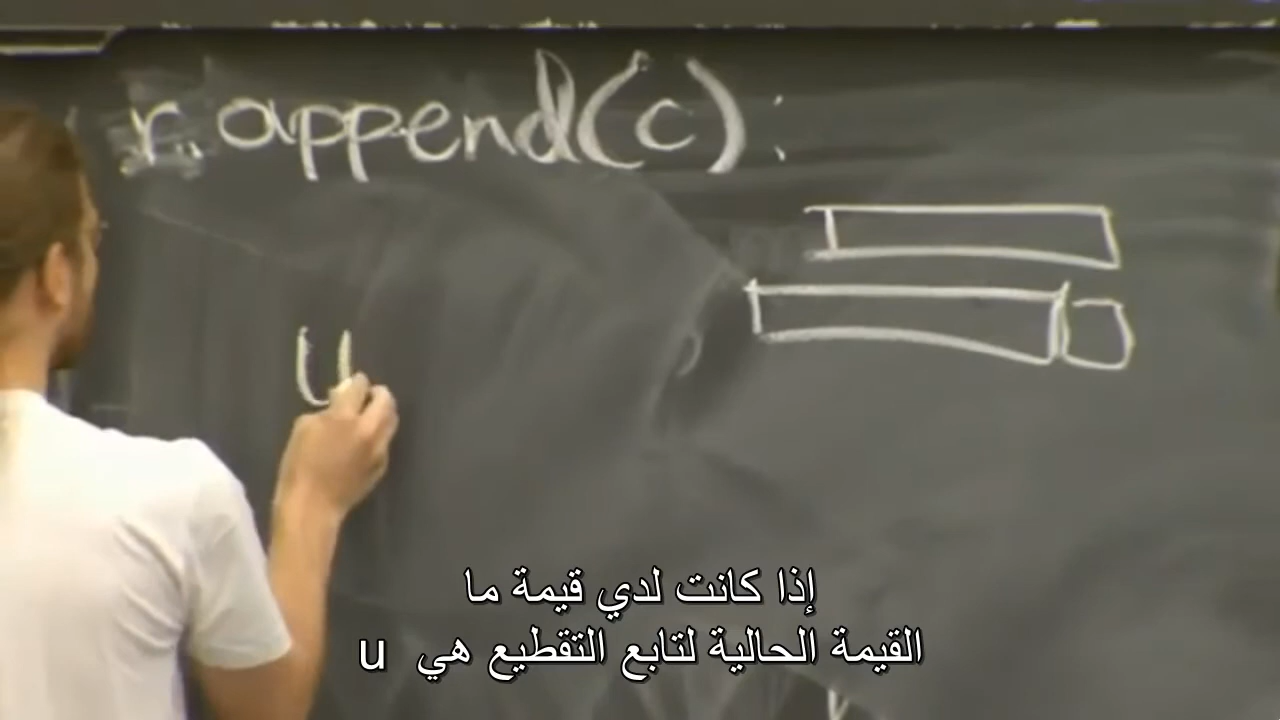 r.append(c):
u
إذا كانت لدي قيمة ما
القيمة الحالية لتابع التقطيع هي u